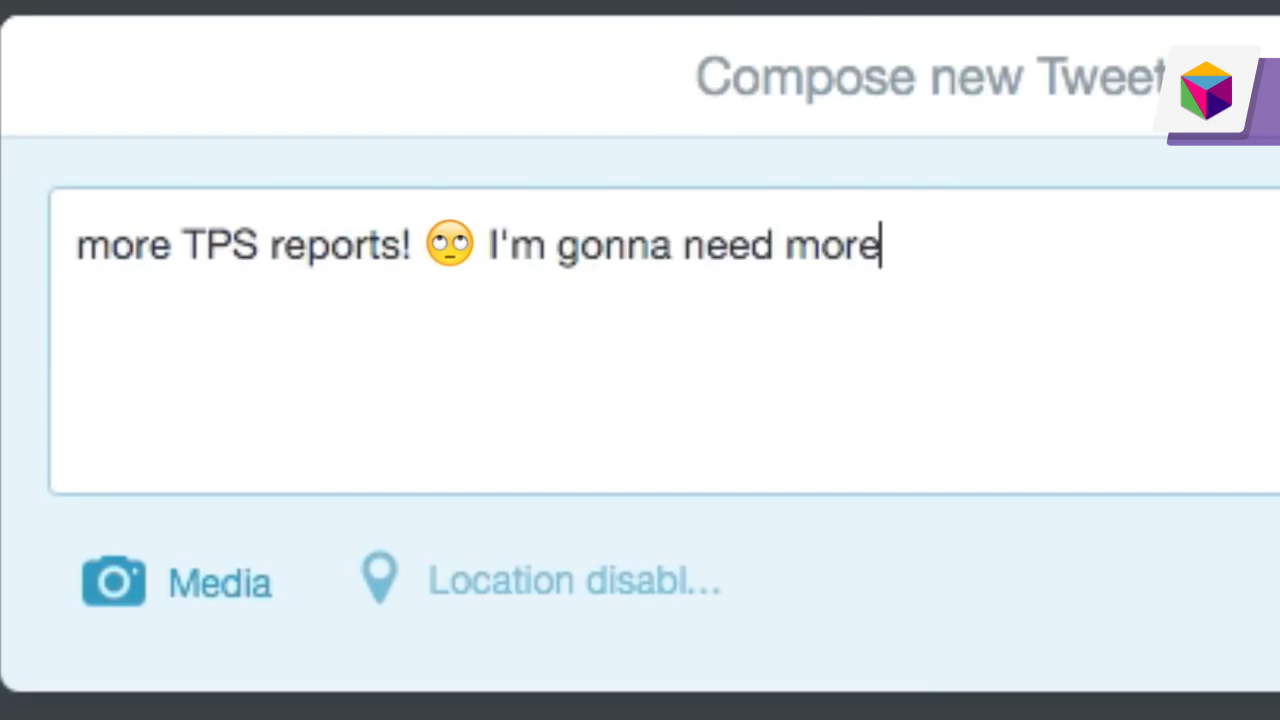 Compose new Tweet
more TPS reports! 🙄 I'm gonna need more
Media
Location disabl...